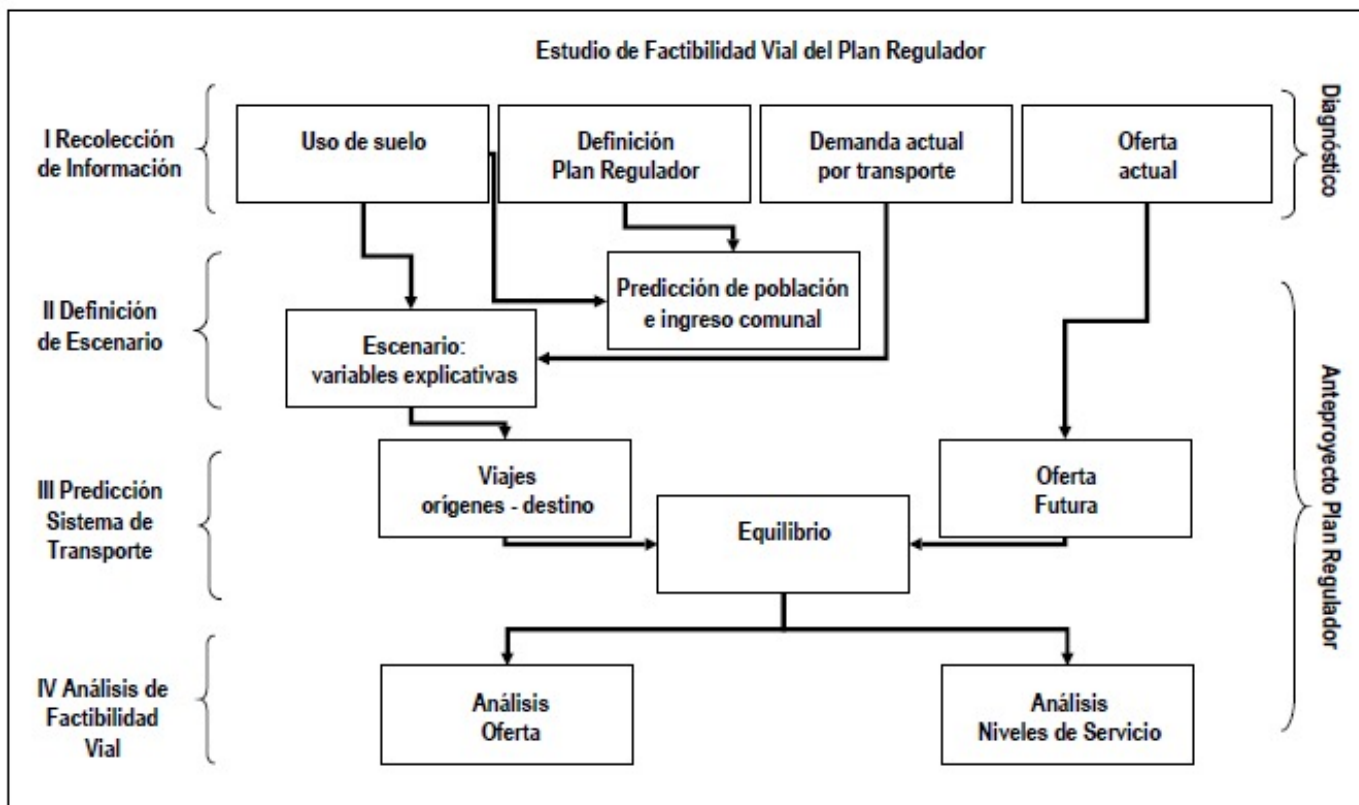 Estudio de Factibilidad Vial del Plan Regulador
I Recolección
de Información
Uso de suelo
Definición
Plan Regulador
Demanda actual
por transporte
Oferta
actual
Diagnóstico
II Definición
de Escenario
Predicción de población
e ingreso comunal
Escenario:
variables explicativas
III Predicción
Sistema de
Transporte
Viajes
orígenes - destino
Equilibrio
Oferta
Futura
Anteproyecto Plan Regulador
IV Análisis de
Factibilidad
Vial
Análisis
Oferta
Análisis
Niveles de Servicio